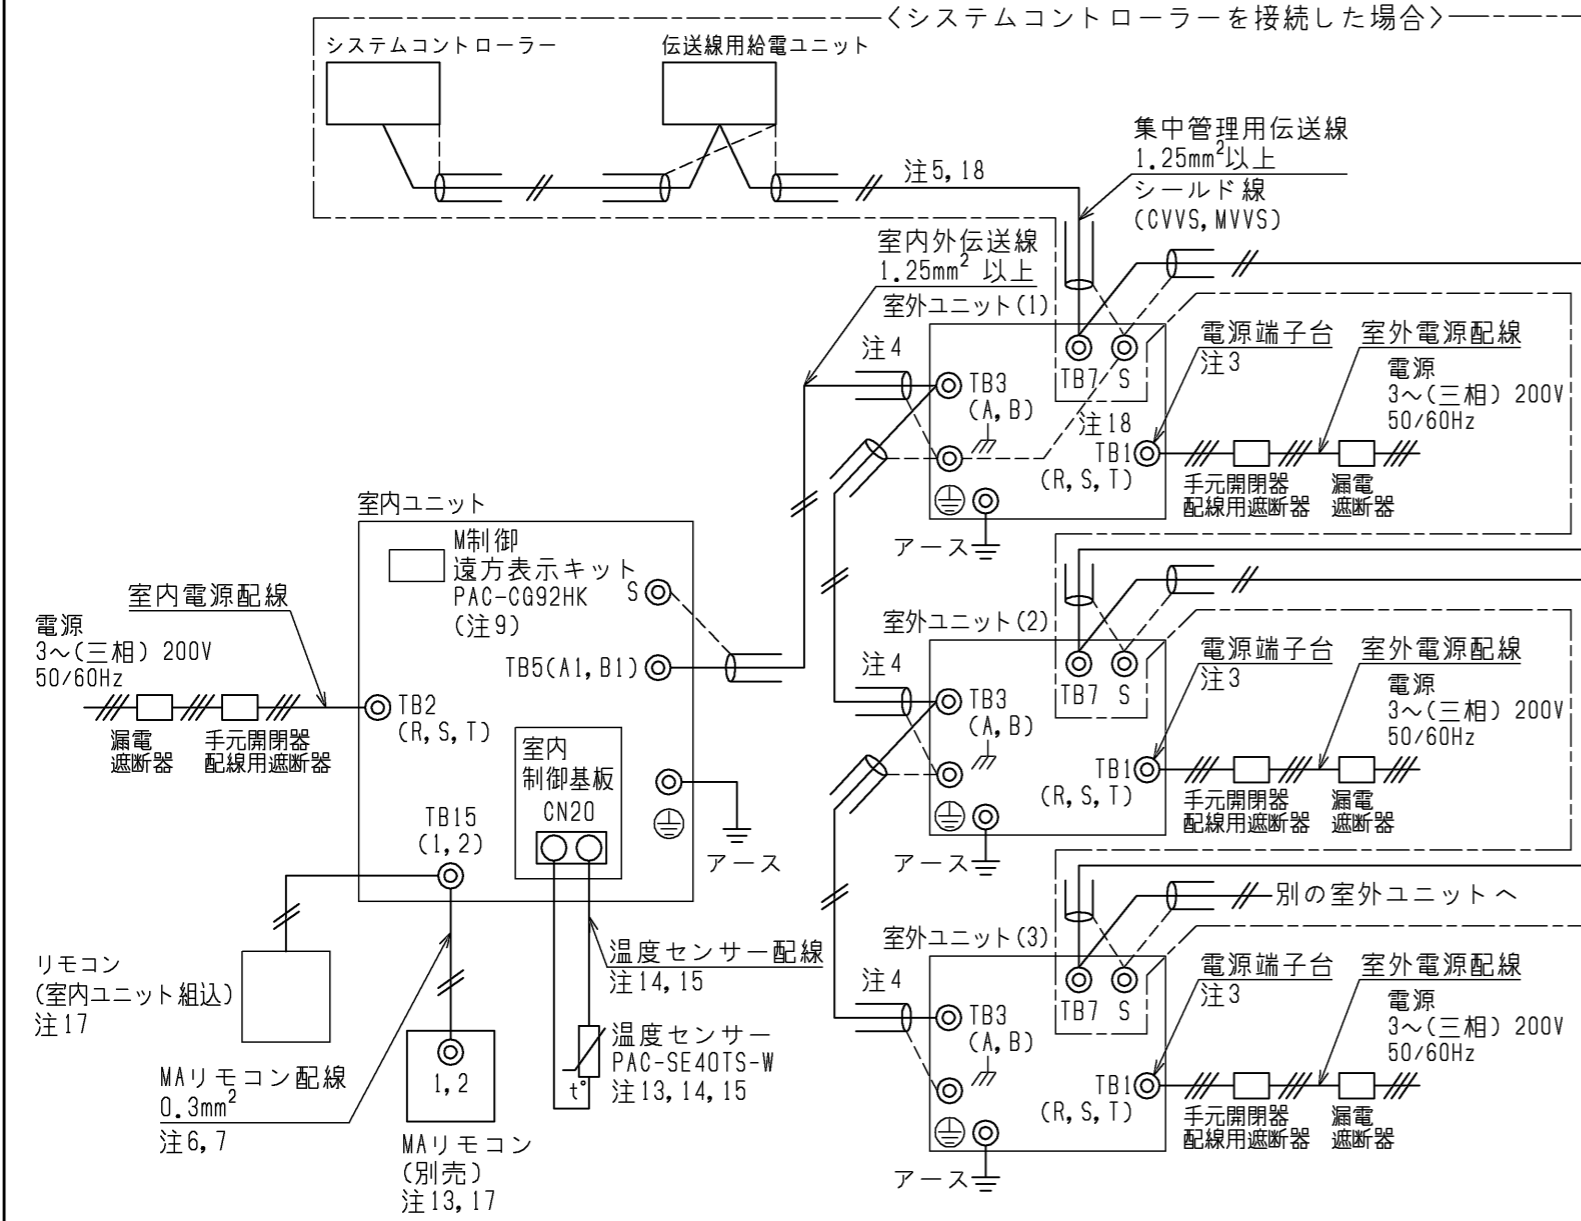 〈システムコントローラーを接続した場合〉
システムコントローラー
伝送線用給電ユニット
注5,18
集中管理用伝送線
1.25mm²以上
シールド線
(CVVS,MVVS)
室内外伝送線
1.25mm² 以上
室外ユニット(1)
注4
TB3
(A,B)
TB7 S
注18
TB1
(R,S,T)
アース
電源端子台
注3
室外電源配線
電源
3〜(三相) 200V
50/60Hz
手元開閉器
配線用遮断器
漏電
遮断器
室内ユニット
M制御
遠方表示キット
PAC-CG92HK
(注9)
S
TB5(A1,B1)
室内電源配線
電源
3〜(三相) 200V
50/60Hz
漏電
遮断器
手元開閉器
配線用遮断器
TB2
(R,S,T)
室内
制御基板
CN20
TB15
(1,2)
アース
室外ユニット(2)
注4
TB3
(A,B)
TB7 S
TB1
(R,S,T)
アース
電源端子台
注3
室外電源配線
電源
3〜(三相) 200V
50/60Hz
手元開閉器
配線用遮断器
漏電
遮断器
別の室外ユニットへ
リモコン
(室内ユニット組込)
注17
温度センサー配線
注14,15
温度センサー
PAC-SE40TS-W
注13,14,15
t°
MAリモコン配線
0.3mm²
注6,7
1,2
MAリモコン
(別売)
注13,17
室外ユニット(3)
注4
TB3
(A,B)
TB7 S
TB1
(R,S,T)
アース
電源端子台
注3
室外電源配線
電源
3〜(三相) 200V
50/60Hz
手元開閉器
配線用遮断器
漏電
遮断器